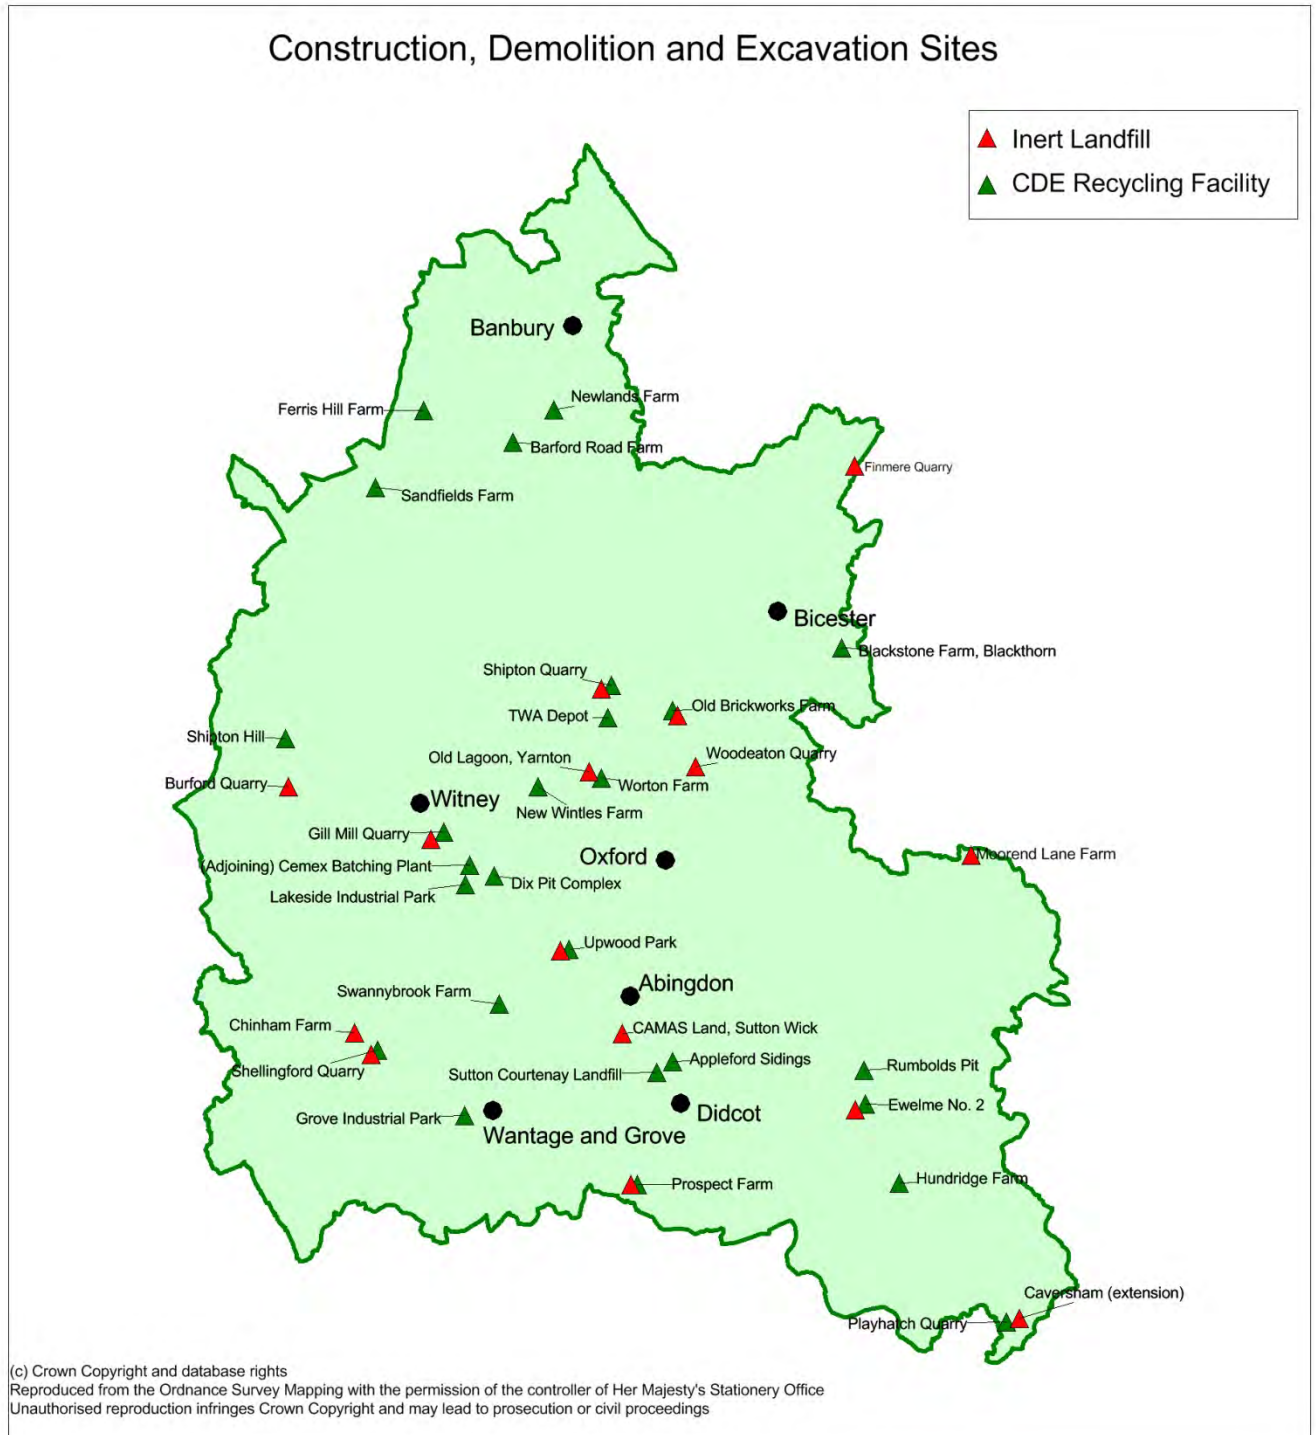 Construction, Demolition and Excavation Sites
Inert Landfill
CDE Recycling Facility
Banbury
Ferris Hill Farm
Newlands Farm
Barford Road Farm
Finmere Quarry
Sandfields Farm
Bicester
Blackstone Farm, Blackthorn
Shipton Quarry
Old Brickworks Farm
TWA Depot
Shipton Hill
Woodeaton Quarry
Old Lagoon, Yarnton
Burford Quarry
Worton Farm
Witney
New Wintles Farm
Gill Mill Quarry
Oxford
Moorend Lane Farm
(Adjoining) Cemex Batching Plant
Dix Pit Complex
Lakeside Industrial Park
Upwood Park
Abingdon
Swannybrook Farm
Chinham Farm
CAMAS Land, Sutton Wick
Appleford Sidings
Rumbolds Pit
Shellingford Quarry
Sutton Courtenay Landfill
Ewelme No. 2
Didcot
Grove Industrial Park
Wantage and Grove
Hundridge Farm
Prospect Farm
Caversham (extension)
Playhatch Quarry
(c) Crown Copyright and database rights
Reproduced from the Ordnance Survey Mapping with the permission of the controller of Her Majesty's Stationery Office
Unauthorised reproduction infringes Crown Copyright and may lead to prosecution or civil proceedings